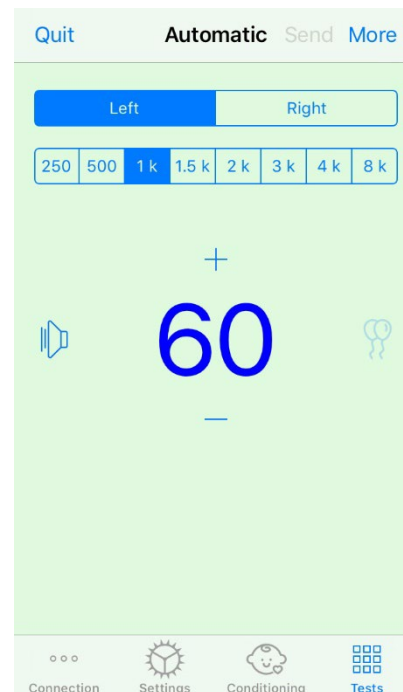 Quit Automatic Send More
Left Right
250 500 1 k 1.5 k 2 k 3 k 4 k 8 k
+
60
−
Connection Settings Conditioning Tests